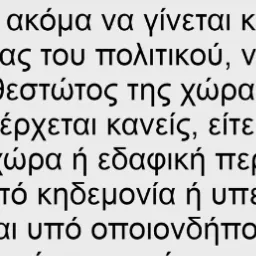 ακόμα να γίνεται κ
ας του πολιτικού, ν
θεστώτος της χώρα
έρχεται κανείς, είτε
χώρα ή εδαφική περ
πό κηδεμονία ή υπε
αι υπό οποιονδήπο